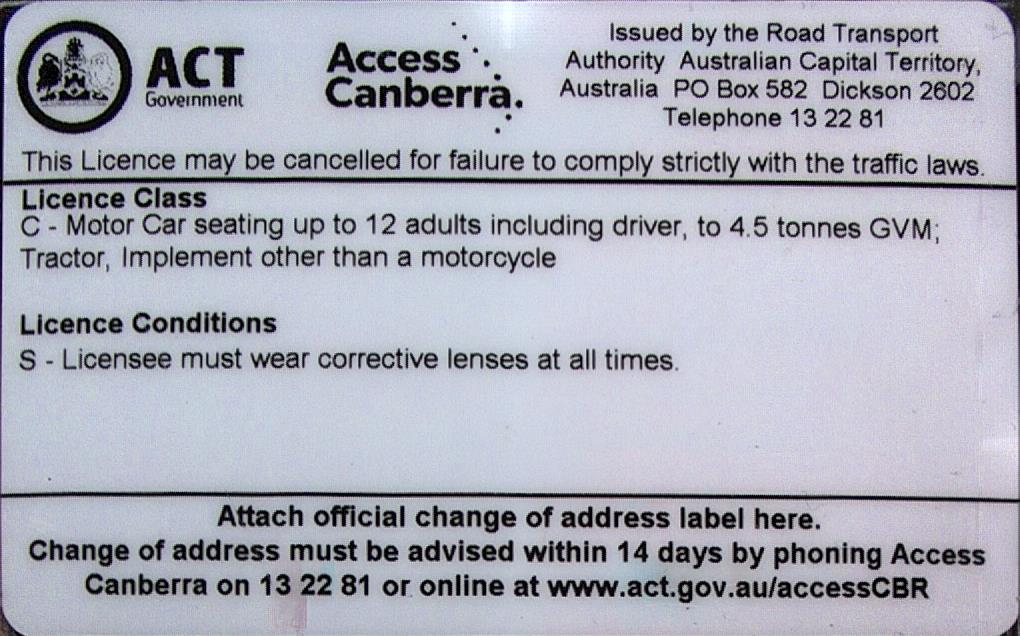 ACT
Government
Access
Canberra.
Issued by the Road Transport
Authority Australian Capital Territory,
Australia PO Box 582 Dickson 2602
Telephone 13 22 81
This Licence may be cancelled for failure to comply strictly with the traffic laws.
Licence Class
C - Motor Car seating up to 12 adults including driver, to 4.5 tonnes GVM;
Tractor, Implement other than a motorcycle
Licence Conditions
S - Licensee must wear corrective lenses at all times.
Attach official change of address label here.
Change of address must be advised within 14 days by phoning Access
Canberra on 13 22 81 or online at www.act.gov.au/accessCBR